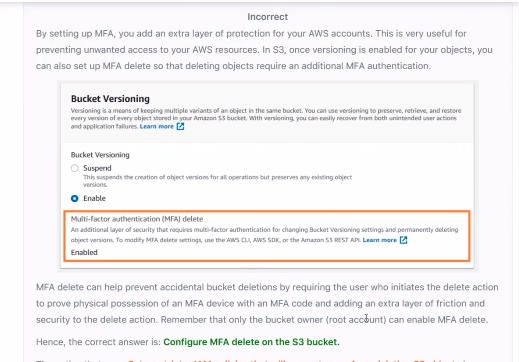 Incorrect
By setting up MFA, you add an extra layer of protection for your AWS accounts. This is very useful for
preventing unwanted access to your AWS resources. In S3, once versioning is enabled for your objects, you
can also set up MFA delete so that deleting objects require an additional MFA authentication.
Bucket Versioning
Versioning is a means of keeping multiple variants of an object in the same bucket. You can use versioning to preserve, retrieve, and restore
every version of every object stored in your Amazon S3 bucket. With versioning, you can easily recover from both unintended user actions
and application failures. Learn more
Bucket Versioning
Suspend
This suspends the creation of object versions for all operations but preserves any existing object
versions.
Enable
Multi-factor authentication (MFA) delete
An additional layer of security that requires multi-factor authentication for changing Bucket Versioning settings and permanently deleting
object versions. To modify MFA delete settings, use the AWS CLI, AWS SDK, or the Amazon S3 REST API. Learn more
Enabled
MFA delete can help prevent accidental bucket deletions by requiring the user who initiates the delete action
to prove physical possession of an MFA device with an MFA code and adding an extra layer of friction and
security to the delete action. Remember that only the bucket owner (root account) can enable MFA delete.
Hence, the correct answer is: Configure MFA delete on the S3 bucket.